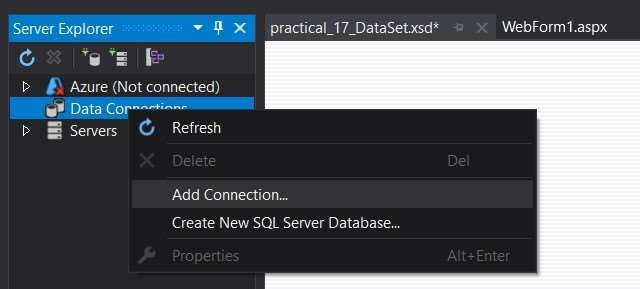 Server Explorer
practical_17_DataSet.xsd*
WebForm1.aspx
Azure (Not connected)
Data Connections
Servers
Refresh
Delete Del
Add Connection...
Create New SQL Server Database...
Properties Alt+Enter